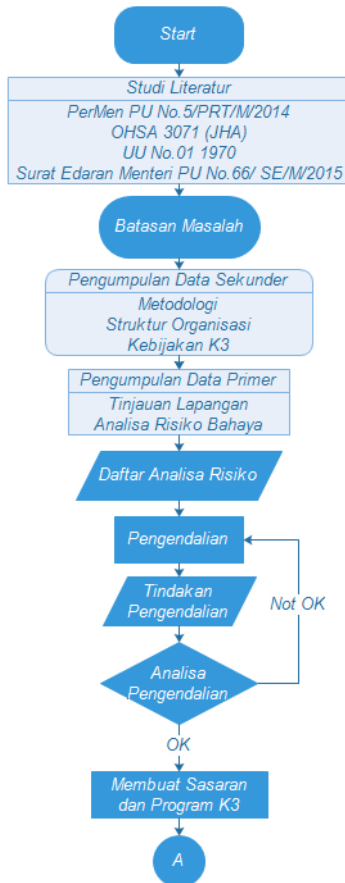 Start
Studi Literatur
PerMen PU No.5/PRT/M/2014
OHSA 3071 (JHA)
UU No.01 1970
Surat Edaran Menteri PU No.66/ SE/M/2015
Batasan Masalah
Pengumpulan Data Sekunder
Metodologi
Struktur Organisasi
Kebijakan K3
Pengumpulan Data Primer
Tinjauan Lapangan
Analisa Risiko Bahaya
Daftar Analisa Risiko
Pengendalian
Tindakan
Pengendalian
Not OK
Analisa
Pengendalian
OK
Membuat Sasaran
dan Program K3
A